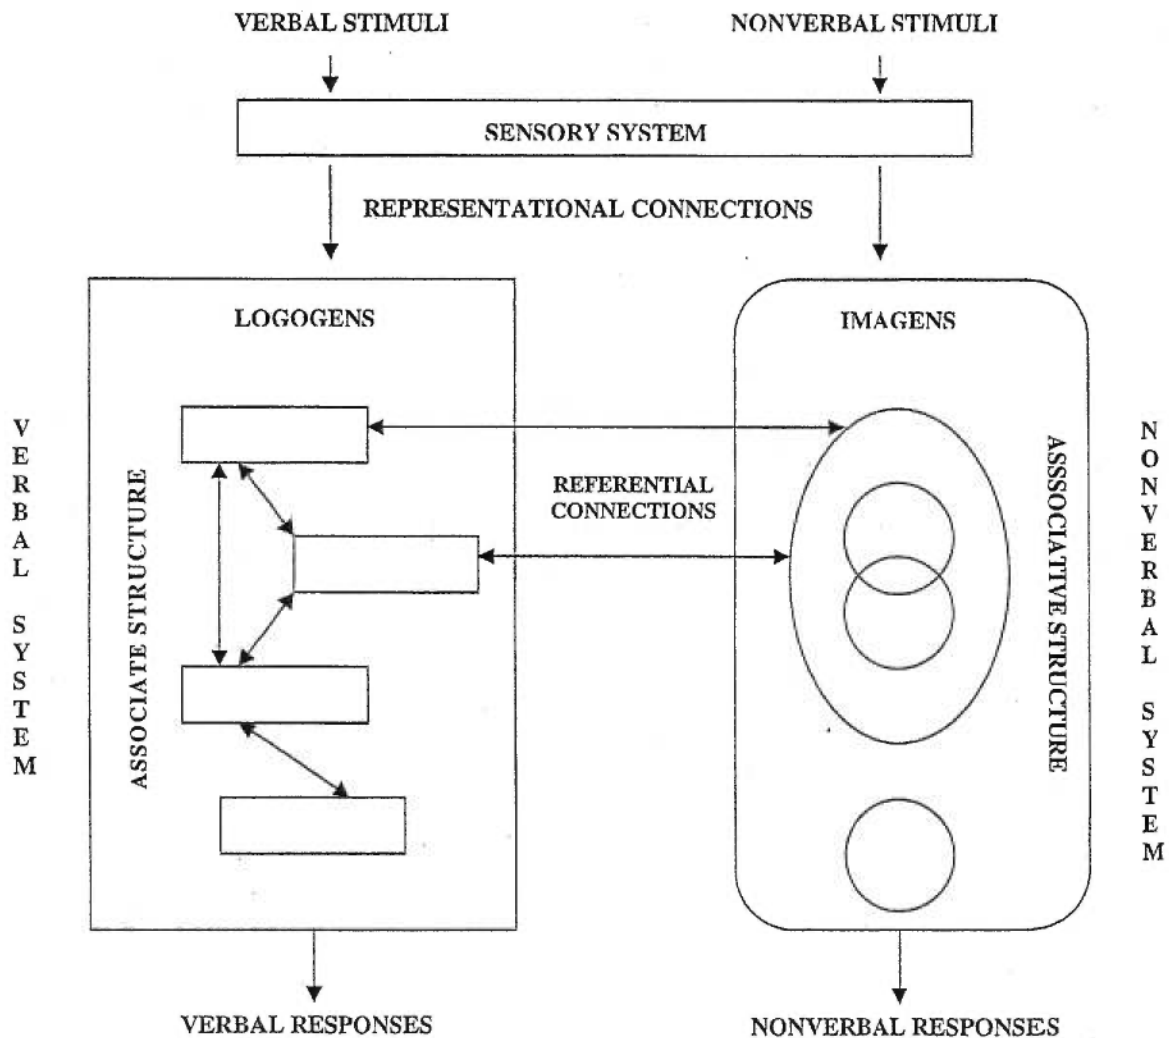 VERBAL STIMULI
NONVERBAL STIMULI
SENSORY SYSTEM
REPRESENTATIONAL CONNECTIONS
LOGOGENS
IMAGENS
VERBAL SYSTEM
ASSOCIATE STRUCTURE
REFERENTIAL
CONNECTIONS
ASSSOCIATIVE STRUCTURE
NONVERBAL SYSTEM
VERBAL RESPONSES
NONVERBAL RESPONSES